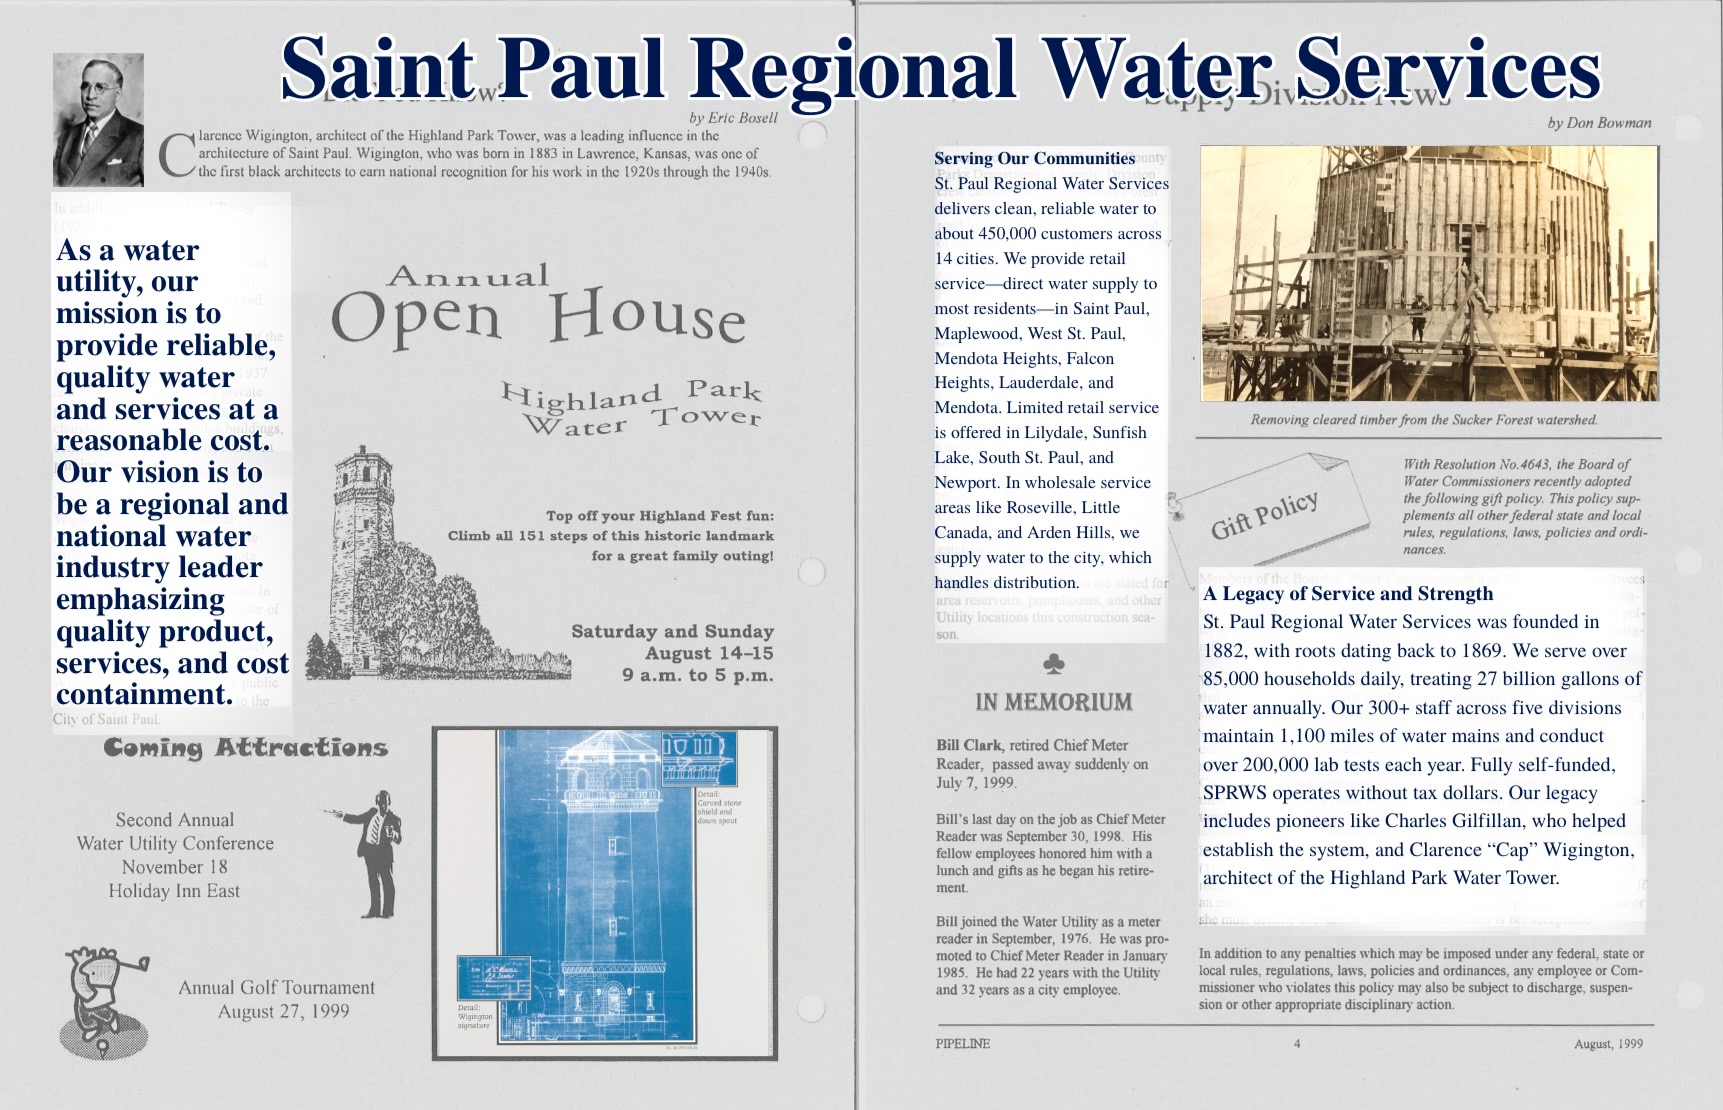 Saint Paul Regional Water Services
by Eric Bosell
Clarence Wigington, architect of the Highland Park Tower, was a leading influence in the
architecture of Saint Paul. Wigington, who was born in 1883 in Lawrence, Kansas, was one of
the first black architects to earn national recognition for his work in the 1920s through the 1940s.
As a water
utility, our
mission is to
provide reliable,
quality water
and services at a
reasonable cost.
Our vision is to
be a regional and
national water
industry leader
emphasizing
quality product,
services, and cost
containment.
City of Saint Paul.
Annual
Open House
Highland Park
Water Tower
Top off your Highland Fest fun:
Climb all 151 steps of this historic landmark
for a great family outing!
Saturday and Sunday
August 14–15
9 a.m. to 5 p.m.
Coming Attractions
Second Annual
Water Utility Conference
November 18
Holiday Inn East
Annual Golf Tournament
August 27, 1999
Detail:
Carved stone
shield and
down spout
Detail:
Wigington
signature
Supply Division News
by Don Bowman
Serving Our Communities
St. Paul Regional Water Services
delivers clean, reliable water to
about 450,000 customers across
14 cities. We provide retail
service—direct water supply to
most residents—in Saint Paul,
Maplewood, West St. Paul,
Mendota Heights, Falcon
Heights, Lauderdale, and
Mendota. Limited retail service
is offered in Lilydale, Sunfish
Lake, South St. Paul, and
Newport. In wholesale service
areas like Roseville, Little
Canada, and Arden Hills, we
supply water to the city, which
handles distribution.
are slated for
area reservoirs, pumphouses, and other
Utility locations this construction sea-
son.
IN MEMORIUM
Bill Clark, retired Chief Meter
Reader, passed away suddenly on
July 7, 1999.
Bill's last day on the job as Chief Meter
Reader was September 30, 1998. His
fellow employees honored him with a
lunch and gifts as he began his retire-
ment.
Bill joined the Water Utility as a meter
reader in September, 1976. He was pro-
moted to Chief Meter Reader in January
1985. He had 22 years with the Utility
and 32 years as a city employee.
Removing cleared timber from the Sucker Forest watershed.
Gift Policy
With Resolution No.4643, the Board of
Water Commissioners recently adopted
the following gift policy. This policy sup-
plements all other federal state and local
rules, regulations, laws, policies and ordi-
nances.
A Legacy of Service and Strength
St. Paul Regional Water Services was founded in
1882, with roots dating back to 1869. We serve over
85,000 households daily, treating 27 billion gallons of
water annually. Our 300+ staff across five divisions
maintain 1,100 miles of water mains and conduct
over 200,000 lab tests each year. Fully self-funded,
SPRWS operates without tax dollars. Our legacy
includes pioneers like Charles Gilfillan, who helped
establish the system, and Clarence “Cap” Wigington,
architect of the Highland Park Water Tower.
In addition to any penalties which may be imposed under any federal, state or
local rules, regulations, laws, policies and ordinances, any employee or Com-
missioner who violates this policy may also be subject to discharge, suspen-
sion or other appropriate disciplinary action.
PIPELINE 4 August, 1999